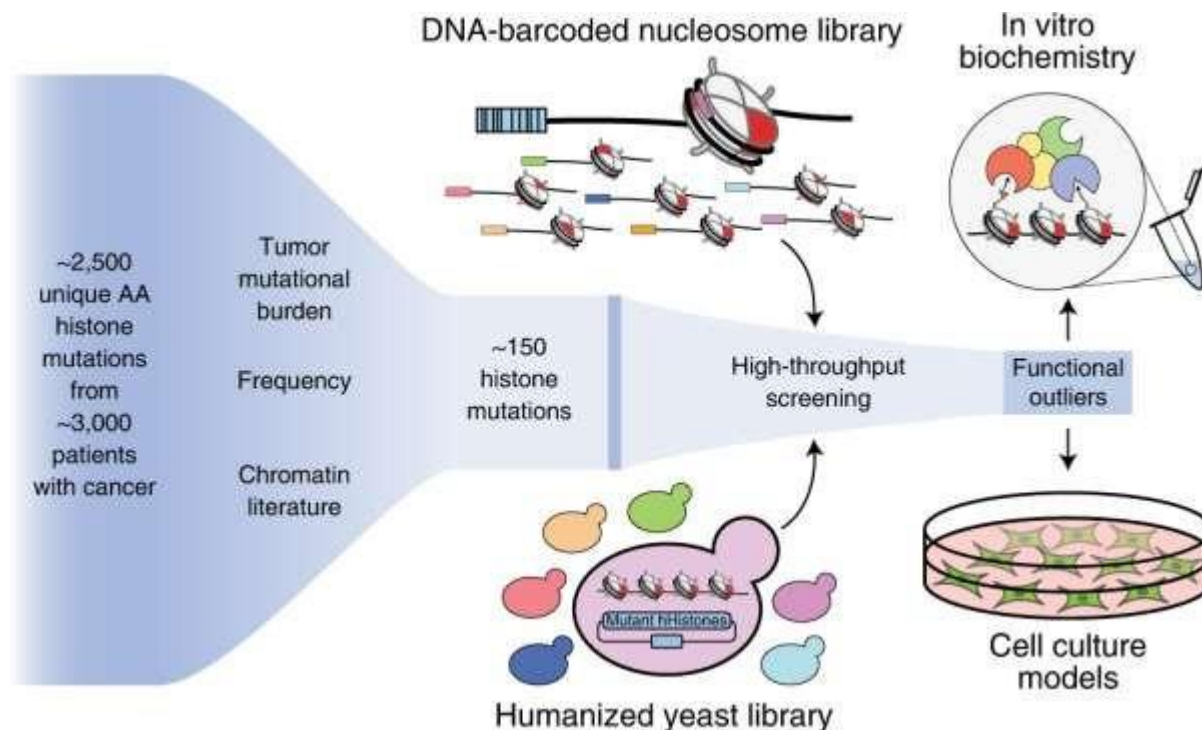 DNA-barcoded nucleosome library
In vitro
biochemistry
~2,500
unique AA
histone
mutations
from
~3,000
patients
with cancer
Tumor
mutational
burden
Frequency
Chromatin
literature
~150
histone
mutations
High-throughput
screening
Functional
outliers
Mutant hHistones
Humanized yeast library
Cell culture
models